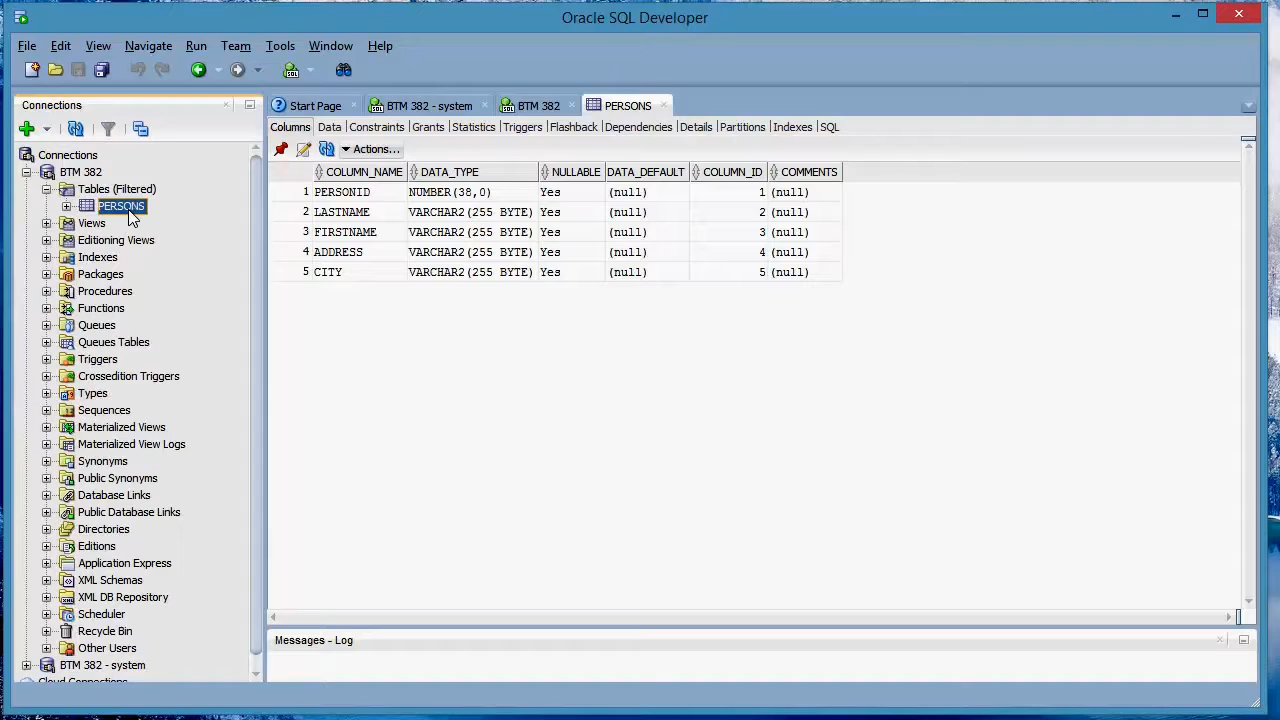 Oracle SQL Developer
File Edit View Navigate Run Team Tools Window Help
Connections
Start Page BTM 382 - system BTM 382 PERSONS
Columns Data Constraints Grants Statistics Triggers Flashback Dependencies Details Partitions Indexes SQL
Actions...
COLUMN_NAME DATA_TYPE NULLABLE DATA_DEFAULT COLUMN_ID COMMENTS
1 PERSONID NUMBER(38,0) Yes (null) 1 (null)
2 LASTNAME VARCHAR2(255 BYTE) Yes (null) 2 (null)
3 FIRSTNAME VARCHAR2(255 BYTE) Yes (null) 3 (null)
4 ADDRESS VARCHAR2(255 BYTE) Yes (null) 4 (null)
5 CITY VARCHAR2(255 BYTE) Yes (null) 5 (null)
Connections
BTM 382
Tables (Filtered)
PERSONS
Views
Editioning Views
Indexes
Packages
Procedures
Functions
Queues
Queues Tables
Triggers
Crossedition Triggers
Types
Sequences
Materialized Views
Materialized View Logs
Synonyms
Public Synonyms
Database Links
Public Database Links
Directories
Editions
Application Express
XML Schemas
XML DB Repository
Scheduler
Recycle Bin
Other Users
BTM 382 - system
Cloud Connections
Messages - Log